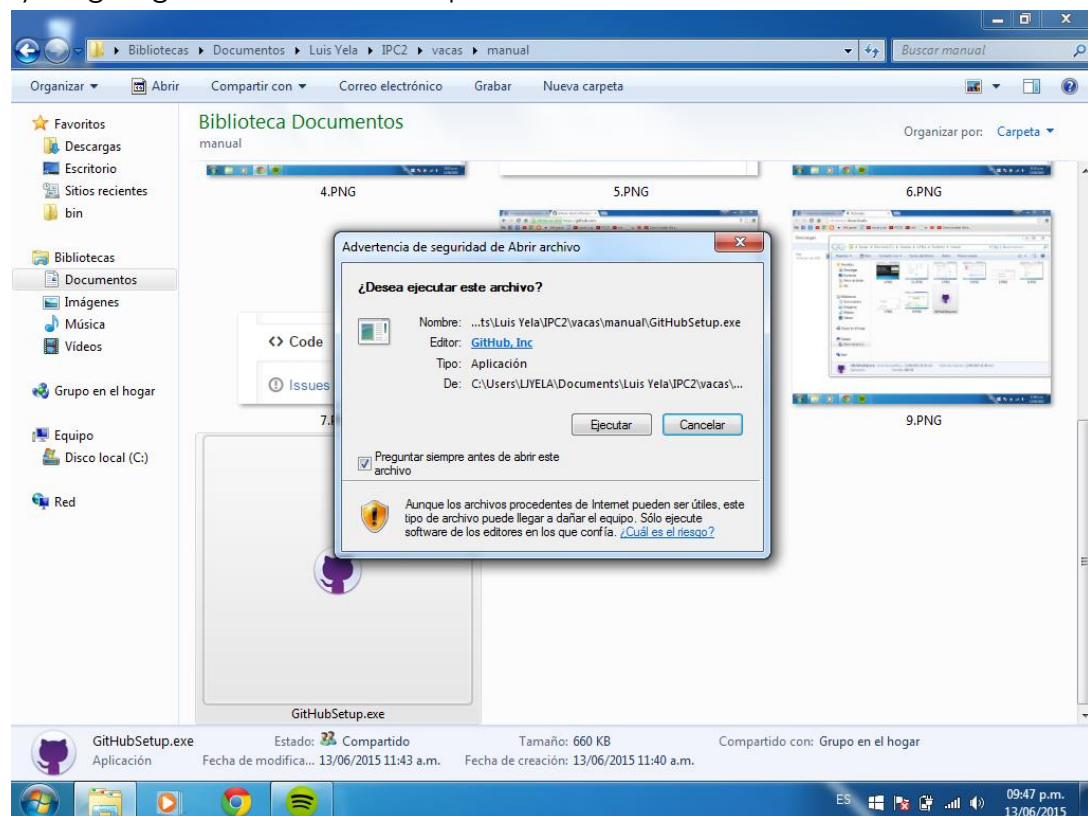 Bibliotecas ▸ Documentos ▸ Luis Yela ▸ IPC2 ▸ vacas ▸ manual
Buscar manual
Organizar Abrir Compartir con Correo electrónico Grabar Nueva carpeta
Favoritos
Descargas
Escritorio
Sitios recientes
bin
Bibliotecas
Documentos
Imágenes
Música
Vídeos
Grupo en el hogar
Equipo
Disco local (C:)
Red
Biblioteca Documentos
manual
Organizar por: Carpeta
4.PNG
5.PNG
6.PNG
<> Code
Issues
9.PNG
Advertencia de seguridad de Abrir archivo
¿Desea ejecutar este archivo?
Nombre: ...ts\Luis Yela\IPC2\vacas\manual\GitHubSetup.exe
Editor: GitHub, Inc
Tipo: Aplicación
De: C:\Users\LJYELA\Documents\Luis Yela\IPC2\vacas\...
Ejecutar Cancelar
Preguntar siempre antes de abrir este
archivo
Aunque los archivos procedentes de Internet pueden ser útiles, este
tipo de archivo puede llegar a dañar el equipo. Sólo ejecute
software de los editores en los que confía. ¿Cuál es el riesgo?
GitHubSetup.exe
GitHubSetup.exe Estado: Compartido Tamaño: 660 KB Compartido con: Grupo en el hogar
Aplicación Fecha de modifica... 13/06/2015 11:43 a.m. Fecha de creación: 13/06/2015 11:40 a.m.
ES
09:47 p.m.
13/06/2015